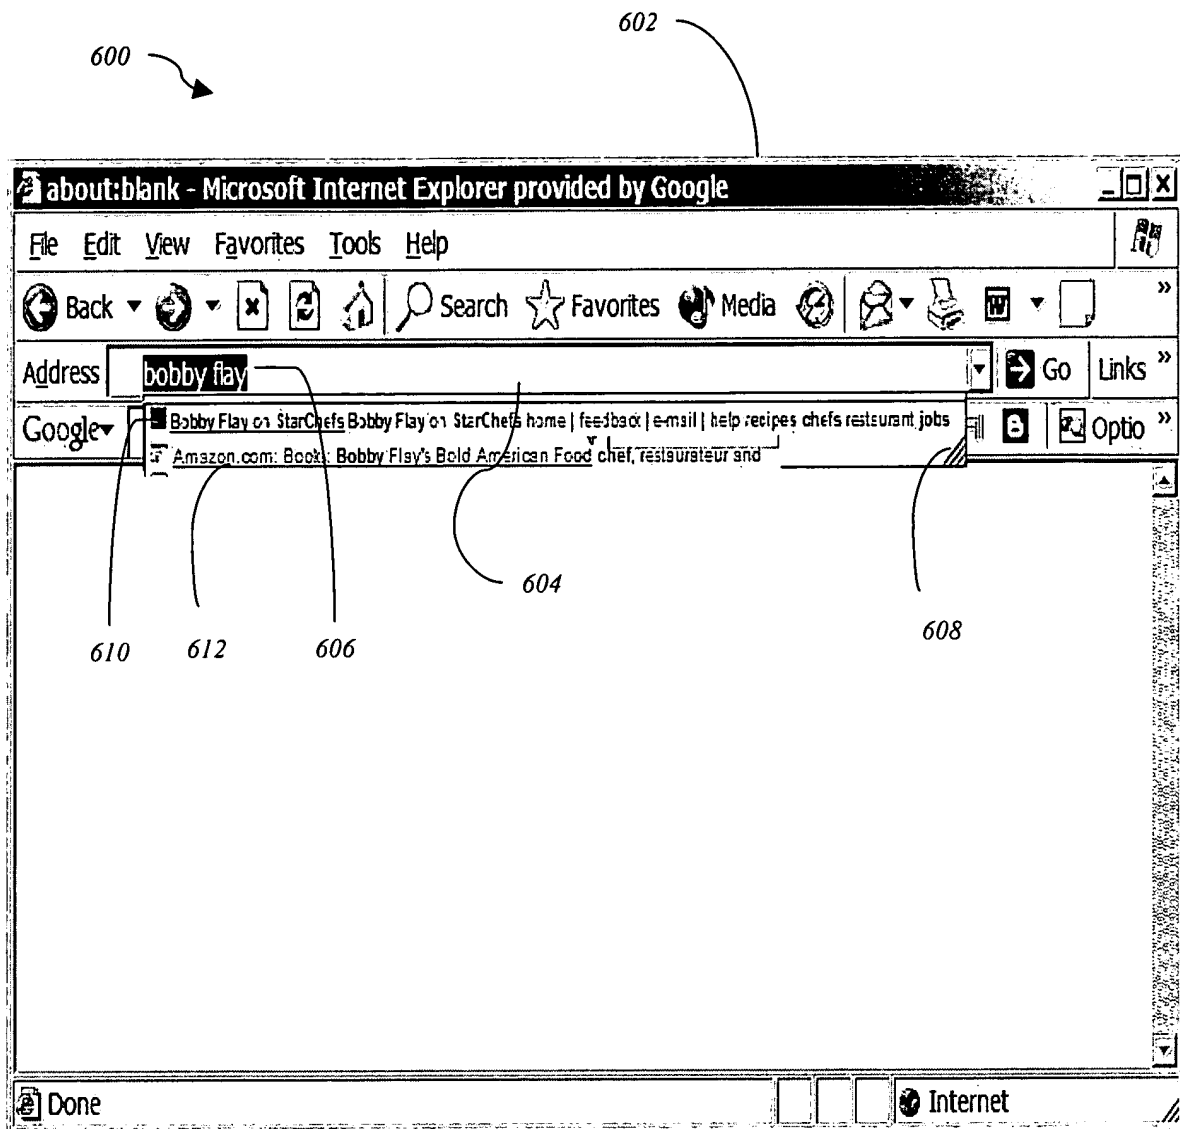 602
600
about:blank - Microsoft Internet Explorer provided by Google
File Edit View Favorites Tools Help
Back Search Favorites Media W »
Address bobby flay Go Links »
Google Bobby Flay on StarChefs Bobby Flay on StarChefs home | feedback | e-mail | help recipes chefs restaurant jobs Optio »
Amazon.com: Books: Bobby Flay's Bold American Food chef, restaurateur and
604
608
610 612 606
Done Internet